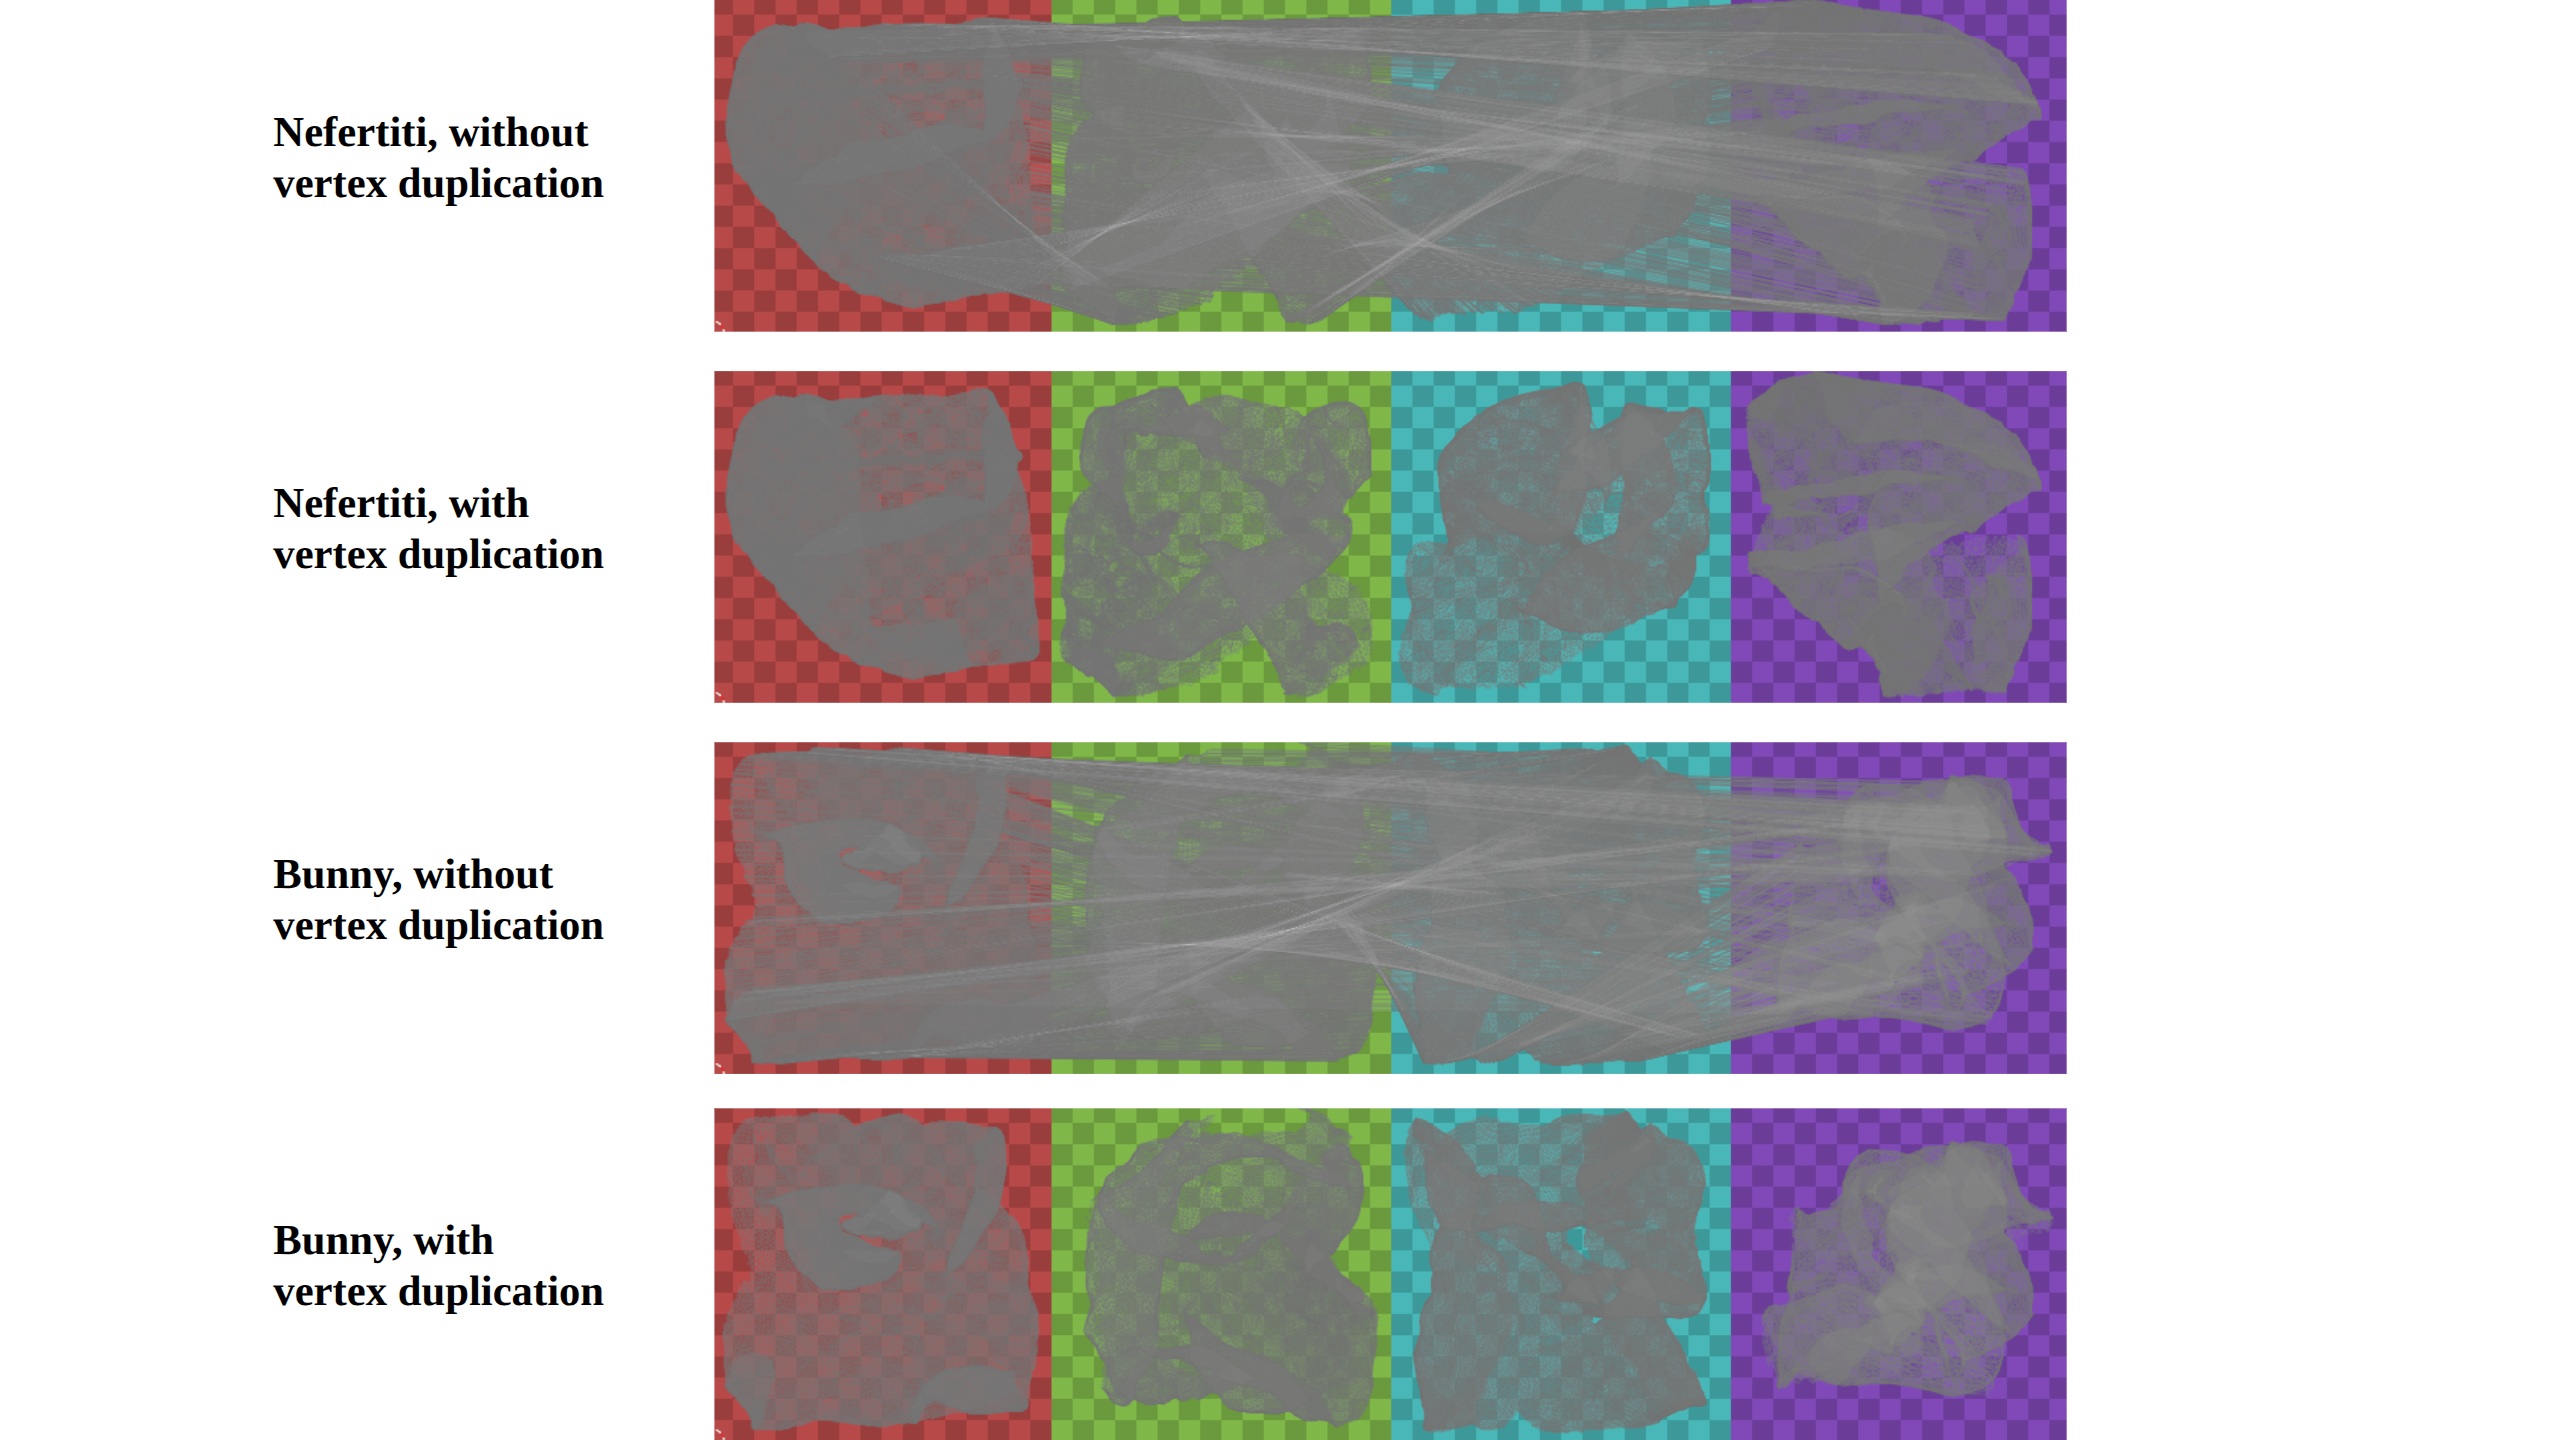 Nefertiti, without
vertex duplication
Nefertiti, with
vertex duplication
Bunny, without
vertex duplication
Bunny, with
vertex duplication